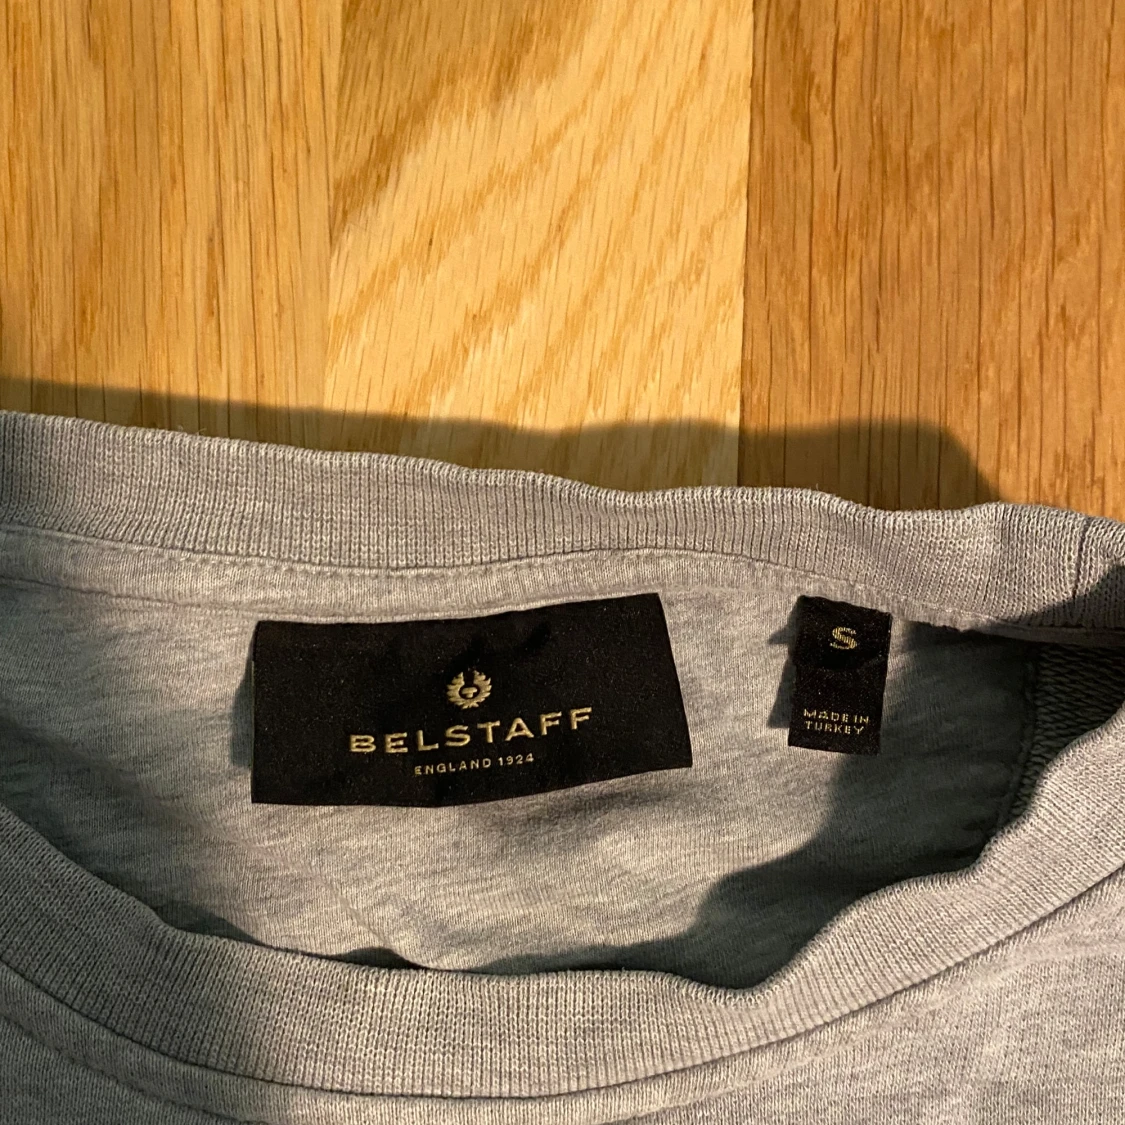 BELSTAFF
ENGLAND 1924
S
MADE IN
TURKEY